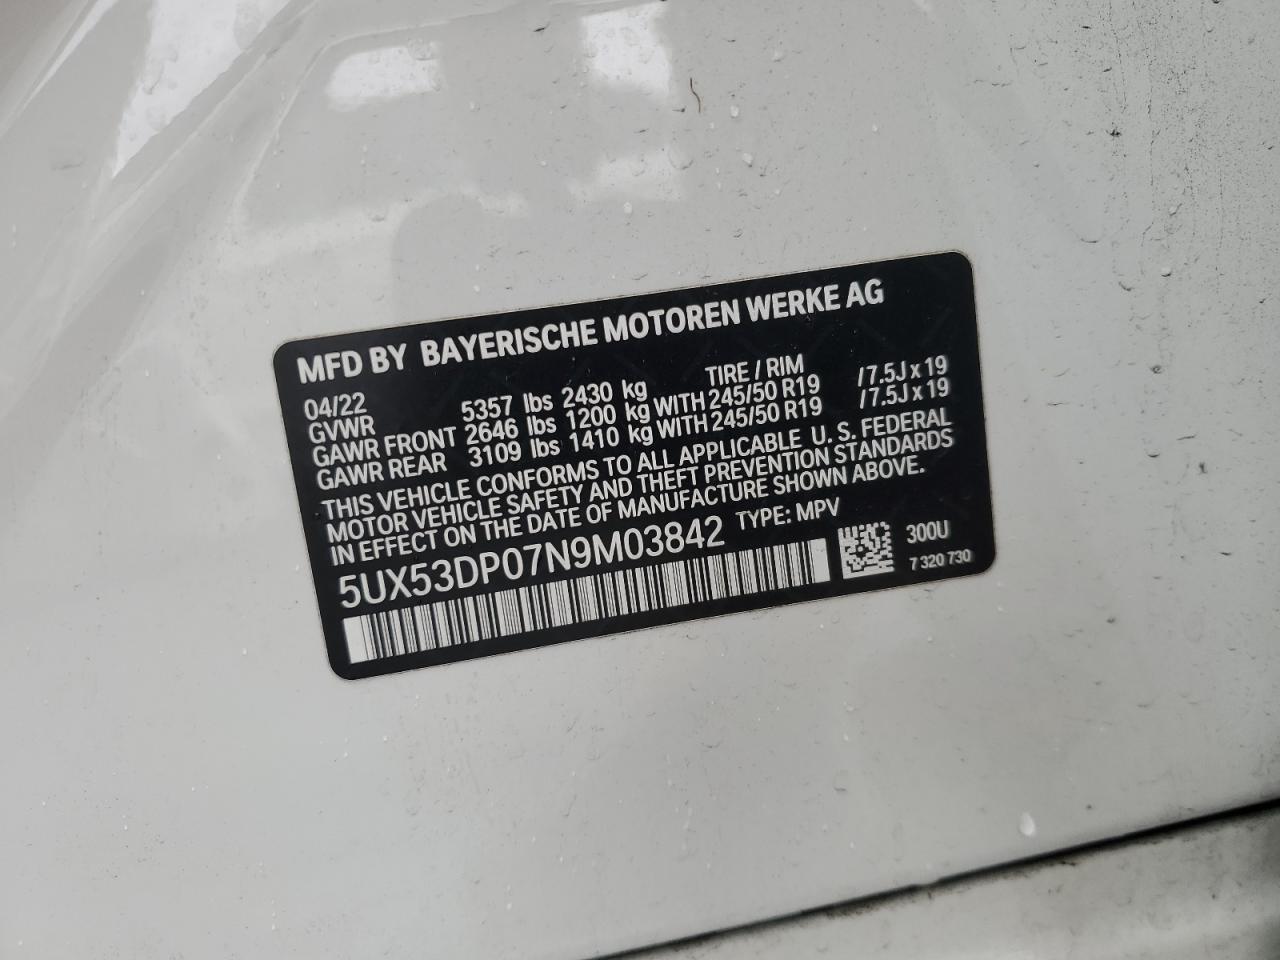 MFD BY BAYERISCHE MOTOREN WERKE AG
04/22 TIRE / RIM
GVWR 5357 lbs 2430 kg
GAWR FRONT 2646 lbs 1200 kg WITH 245/50 R19 /7.5J x 19
GAWR REAR 3109 lbs 1410 kg WITH 245/50 R19 /7.5J x 19
THIS VEHICLE CONFORMS TO ALL APPLICABLE U. S. FEDERAL
MOTOR VEHICLE SAFETY AND THEFT PREVENTION STANDARDS
IN EFFECT ON THE DATE OF MANUFACTURE SHOWN ABOVE.
5UX53DP07N9M03842 TYPE: MPV
300U
7 320 730